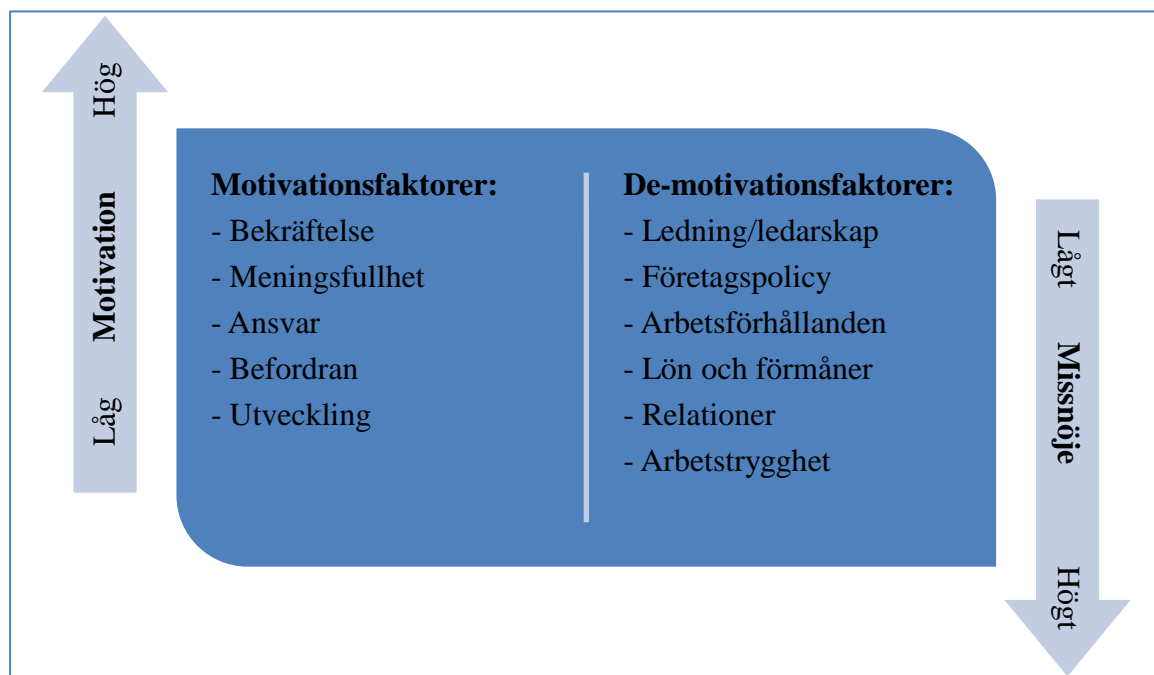 Hög
Motivation
Låg
Motivationsfaktorer:
- Bekräftelse
- Meningsfullhet
- Ansvar
- Befordran
- Utveckling
De-motivationsfaktorer:
- Ledning/ledarskap
- Företagspolicy
- Arbetsförhållanden
- Lön och förmåner
- Relationer
- Arbetstrygghet
Lågt
Missnöje
Högt